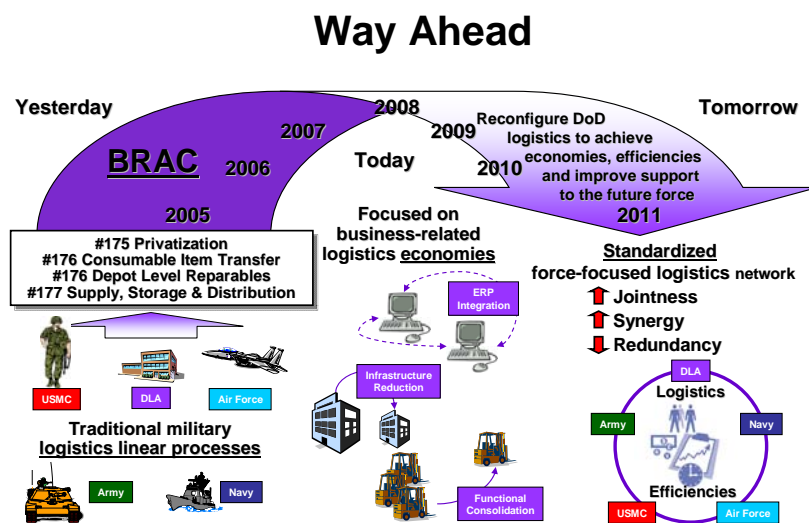 Way Ahead
Yesterday
BRAC
2005
2006
2007
2008
2009
2010
Reconfigure DoD
logistics to achieve
economies, efficiencies
and improve support
to the future force
2011
Tomorrow
Today
#175 Privatization
#176 Consumable Item Transfer
#176 Depot Level Reparables
#177 Supply, Storage & Distribution
USMC
DLA
Air Force
Traditional military
logistics linear processes
Army
Navy
Focused on
business-related
logistics economies
ERP
Integration
Infrastructure
Reduction
Functional
Consolidation
Standardized
force-focused logistics network
Jointness
Synergy
Redundancy
DLA
Logistics
Army
Navy
Efficiencies
USMC
Air Force